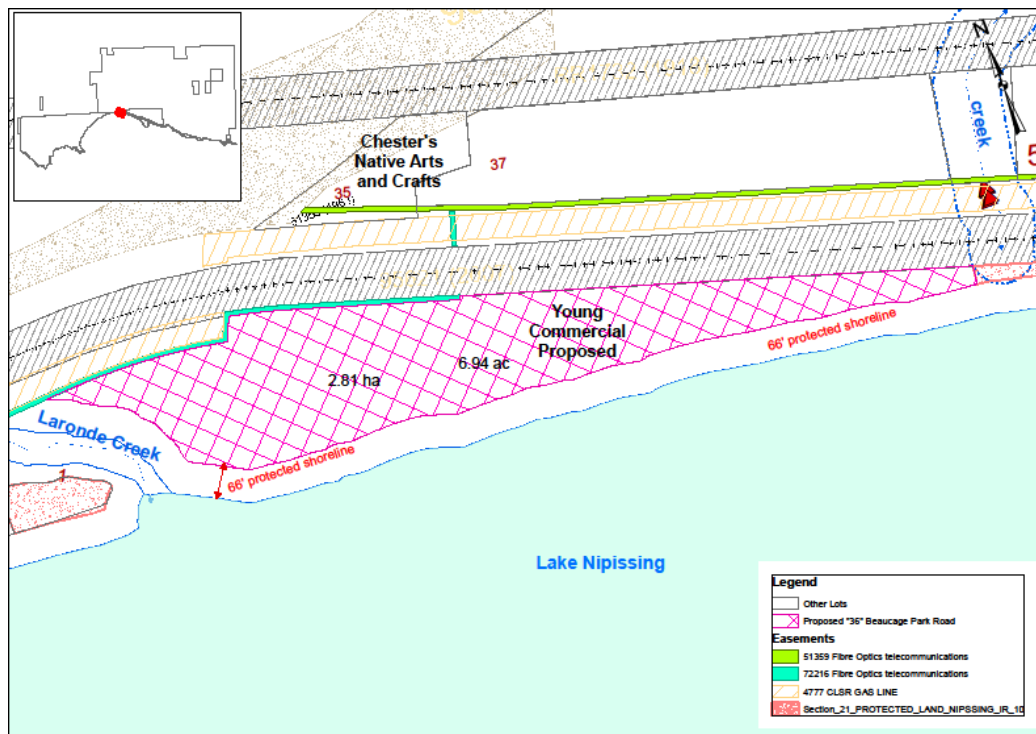 N
creek
Chester's
Native Arts
and Crafts
37
35
5
Young
Commercial
Proposed
66' protected shoreline
6.94 ac
2.81 ha
Laronde Creek
66' protected shoreline
1
Lake Nipissing
Legend
Other Lots
Proposed "36" Beaucage Park Road
Easements
51359 Fibre Optics telecommunications
72216 Fibre Optics telecommunications
4777 CLSR GAS LINE
Section_21_PROTECTED_LAND_NIPSSING_IR_10